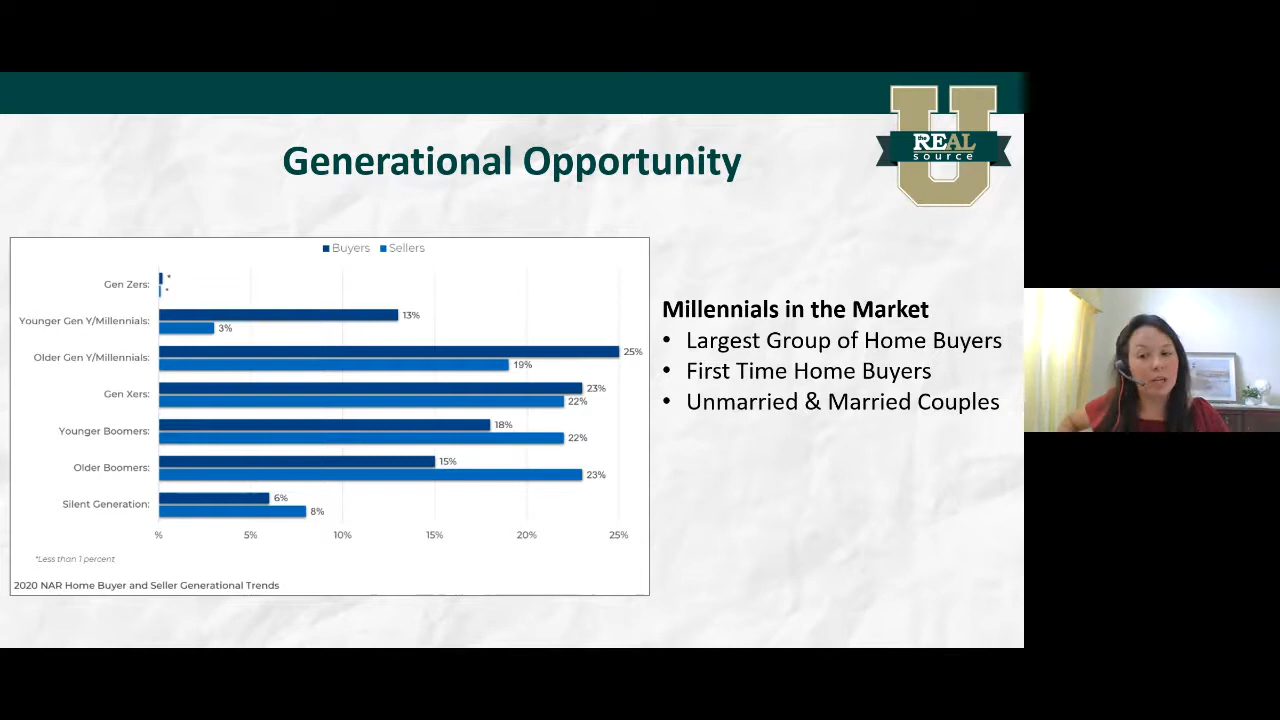 Generational Opportunity
the
REAL
source
Buyers Sellers
Gen Zers: *
*
Younger Gen Y/Millennials: 13%
3%
Older Gen Y/Millennials: 25%
19%
Gen Xers: 23%
22%
Younger Boomers: 18%
22%
Older Boomers: 15%
23%
Silent Generation: 6%
8%
% 5% 10% 15% 20% 25%
*Less than 1 percent
2020 NAR Home Buyer and Seller Generational Trends
Millennials in the Market
• Largest Group of Home Buyers
• First Time Home Buyers
• Unmarried & Married Couples